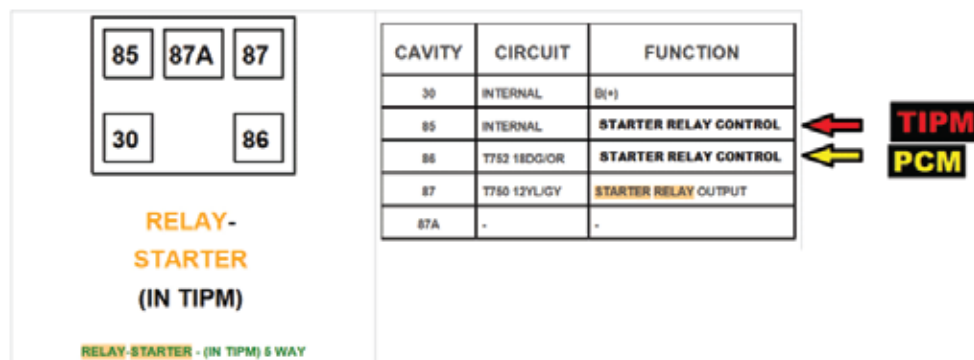 85 87A 87
30 86
RELAY-
STARTER
(IN TIPM)
RELAY-STARTER - (IN TIPM) 5 WAY
CAVITY CIRCUIT FUNCTION
30 INTERNAL B(+)
85 INTERNAL STARTER RELAY CONTROL
86 T752 18DG/OR STARTER RELAY CONTROL
87 T750 12YL/GY STARTER RELAY OUTPUT
87A - -
TIPM
PCM